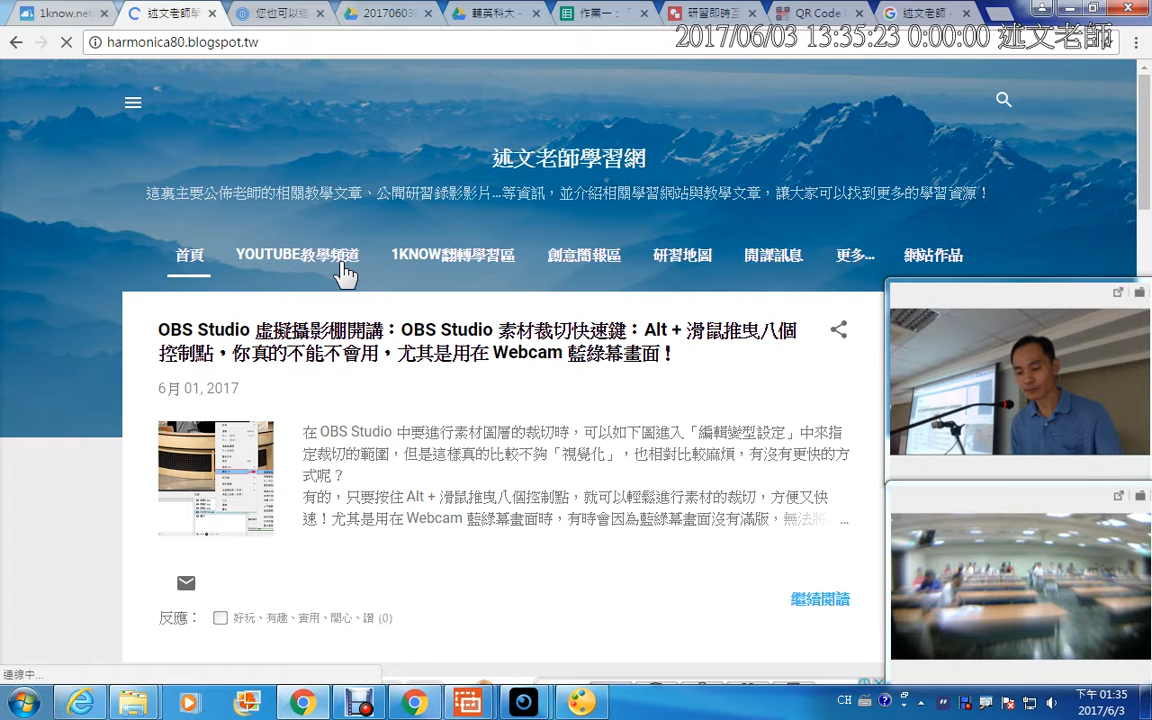 1know.net
述文老師學
您也可以這
20170603
輔英科大 -
作業一：「
研習即時互
QR Code
述文老師 -
harmonica80.blogspot.tw
2017/06/03 13:35:23 0:00:00 述文老師
述文老師學習網
這裏主要公佈老師的相關教學文章、公開研習錄影影片...等資訊，並介紹相關學習網站與教學文章，讓大家可以找到更多的學習資源！
首頁 YOUTUBE教學頻道 1KNOW翻轉學習區 創意簡報區 研習地圖 開課訊息 更多... 網站作品
OBS Studio 虛擬攝影棚開講：OBS Studio 素材裁切快速鍵：Alt + 滑鼠推曳八個
控制點，你真的不能不會用，尤其是用在 Webcam 藍綠幕畫面！
6月 01, 2017
在 OBS Studio 中要進行素材圖層的裁切時，可以如下圖進入「編輯變型設定」中來指
定裁切的範圍，但是這樣真的比較不夠「視覺化」，也相對比較麻煩，有沒有更快的方
式呢？
有的，只要按住 Alt + 滑鼠推曳八個控制點，就可以輕鬆進行素材的裁切，方便又快
速！尤其是用在 Webcam 藍綠幕畫面時，有時會因為藍綠幕畫面沒有滿版，無法將 ...
繼續閱讀
反應： 好玩、有趣、實用、開心、讚 (0)
連線中...
CH
下午 01:35
2017/6/3